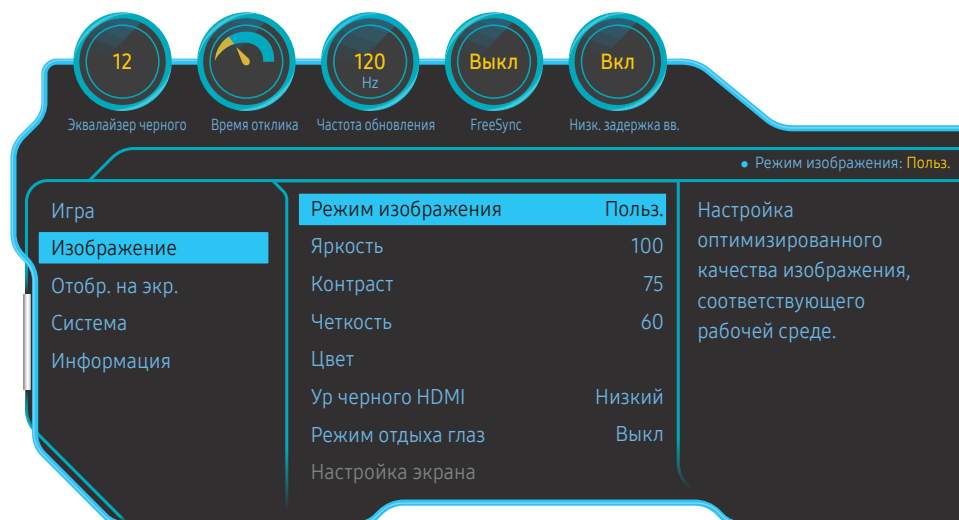 12
120
Hz
Выкл
Вкл
Эквалайзер черного
Время отклика
Частота обновления
FreeSync
Низк. задержка вв.
Режим изображения: Польз.
Игра
Изображение
Отобр. на экр.
Система
Информация
Режим изображения Польз.
Яркость 100
Контраст 75
Четкость 60
Цвет
Ур черного HDMI Низкий
Режим отдыха глаз Выкл
Настройка экрана
Настройка
оптимизированного
качества изображения,
соответствующего
рабочей среде.